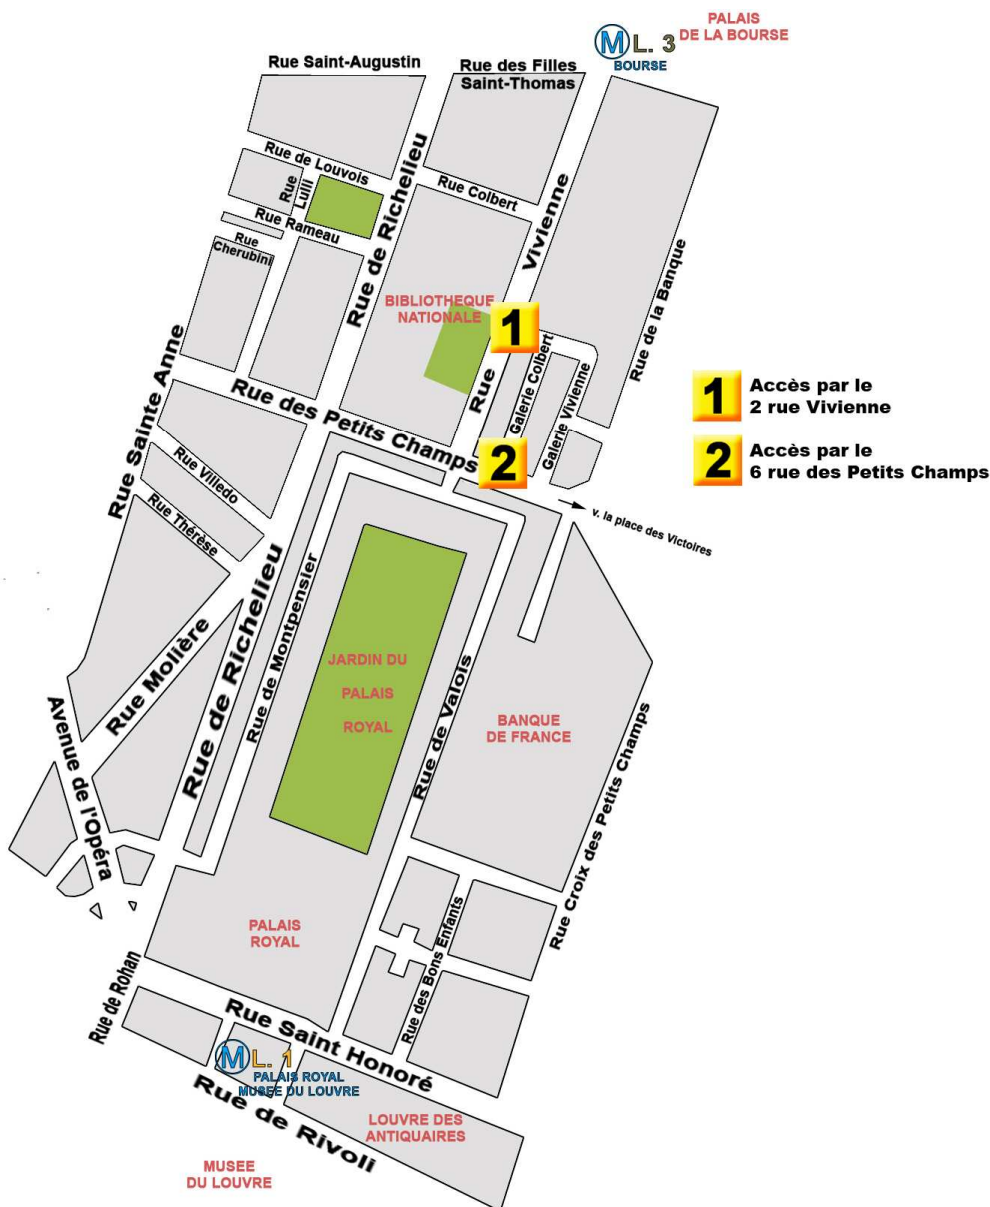 PALAIS
DE LA BOURSE
M L. 3
BOURSE
Rue Saint-Augustin
Rue des Filles
Saint-Thomas
Rue de Louvois
Rue
Lulli
Rue Colbert
Rue de Richelieu
Vivienne
Rue Rameau
Rue
Cherubini
Rue de la Banque
BIBLIOTHEQUE
NATIONALE
1
Rue
Galerie Colbert
Galerie Vivienne
1 Accès par le
2 rue Vivienne
2 Accès par le
6 rue des Petits Champs
Rue Sainte Anne
Rue des Petits Champs
2
Rue Villedo
Rue Thérèse
v. la place des Victoires
Rue Molière
Rue de Richelieu
Rue de Montpensier
JARDIN DU
PALAIS
ROYAL
Rue de Valois
BANQUE
DE FRANCE
Rue Croix des Petits Champs
Avenue de l'Opéra
PALAIS
ROYAL
Rue des Bons Enfants
Rue de Rohan
Rue Saint Honoré
M L. 1
PALAIS ROYAL
MUSEE DU LOUVRE
Rue de Rivoli
LOUVRE DES
ANTIQUAIRES
MUSEE
DU LOUVRE